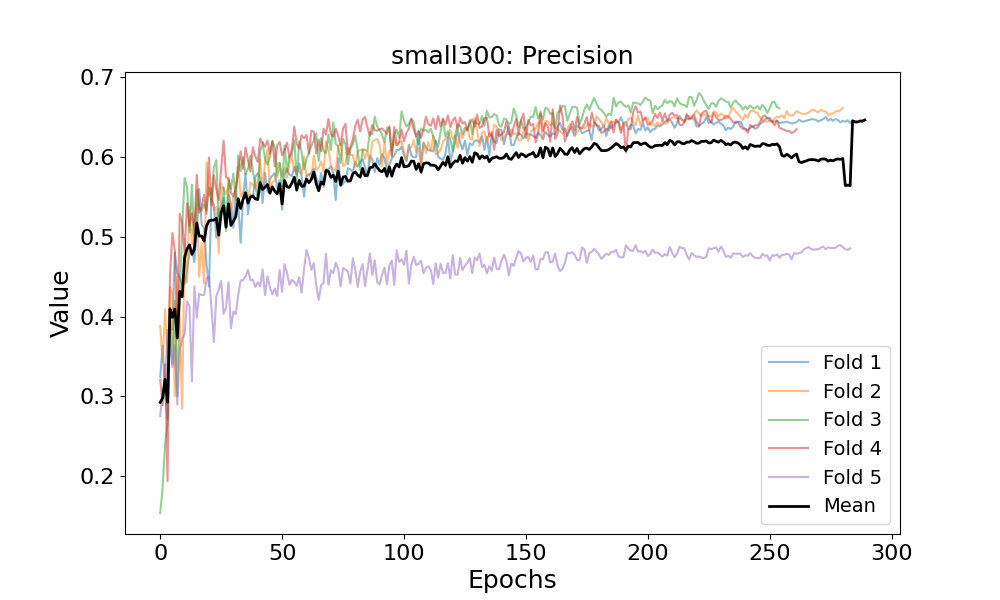 small300: Precision
0.7
0.6
0.5
0.4
0.3
0.2
Value
Fold 1
Fold 2
Fold 3
Fold 4
Fold 5
Mean
0 50 100 150 200 250 300
Epochs